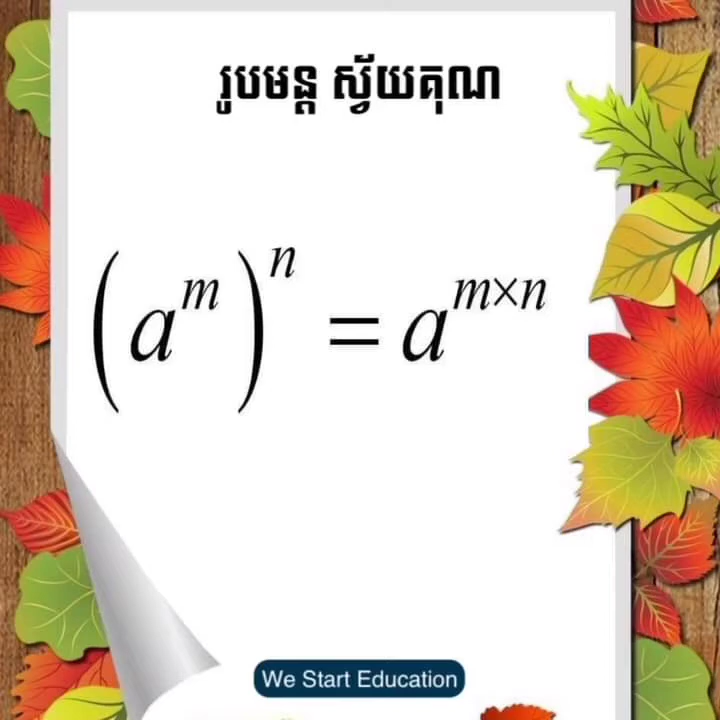 រូបមន្ត ស្វ័យគុណ
(a^m)^n = a^{m×n}
We Start Education